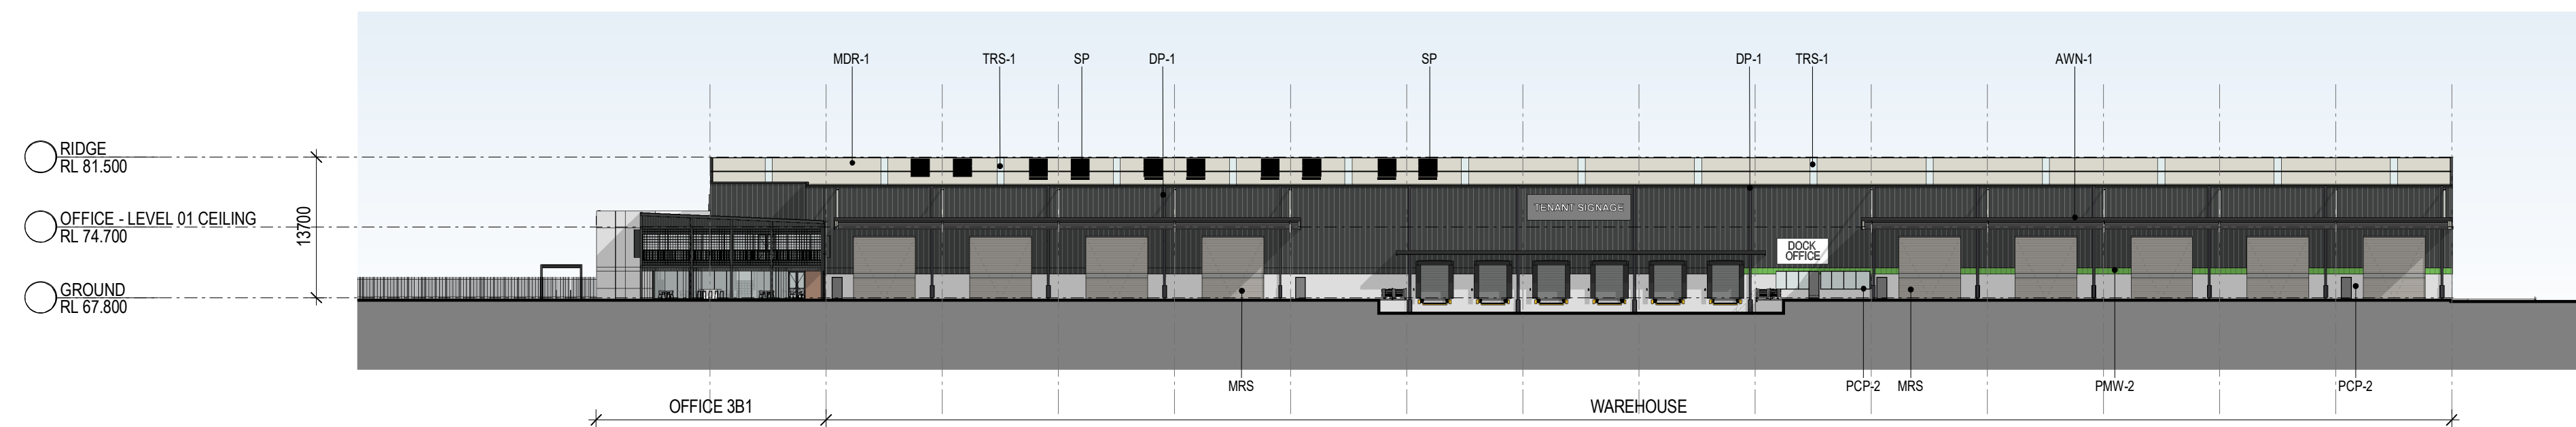 MDR-1
TRS-1
SP
DP-1
SP
DP-1
TRS-1
AWN-1
RIDGE
RL 81.500
OFFICE - LEVEL 01 CEILING
RL 74.700
13700
TENANT SIGNAGE
DOCK
OFFICE
GROUND
RL 67.800
MRS
PCP-2
MRS
PMW-2
PCP-2
OFFICE 3B1
WAREHOUSE